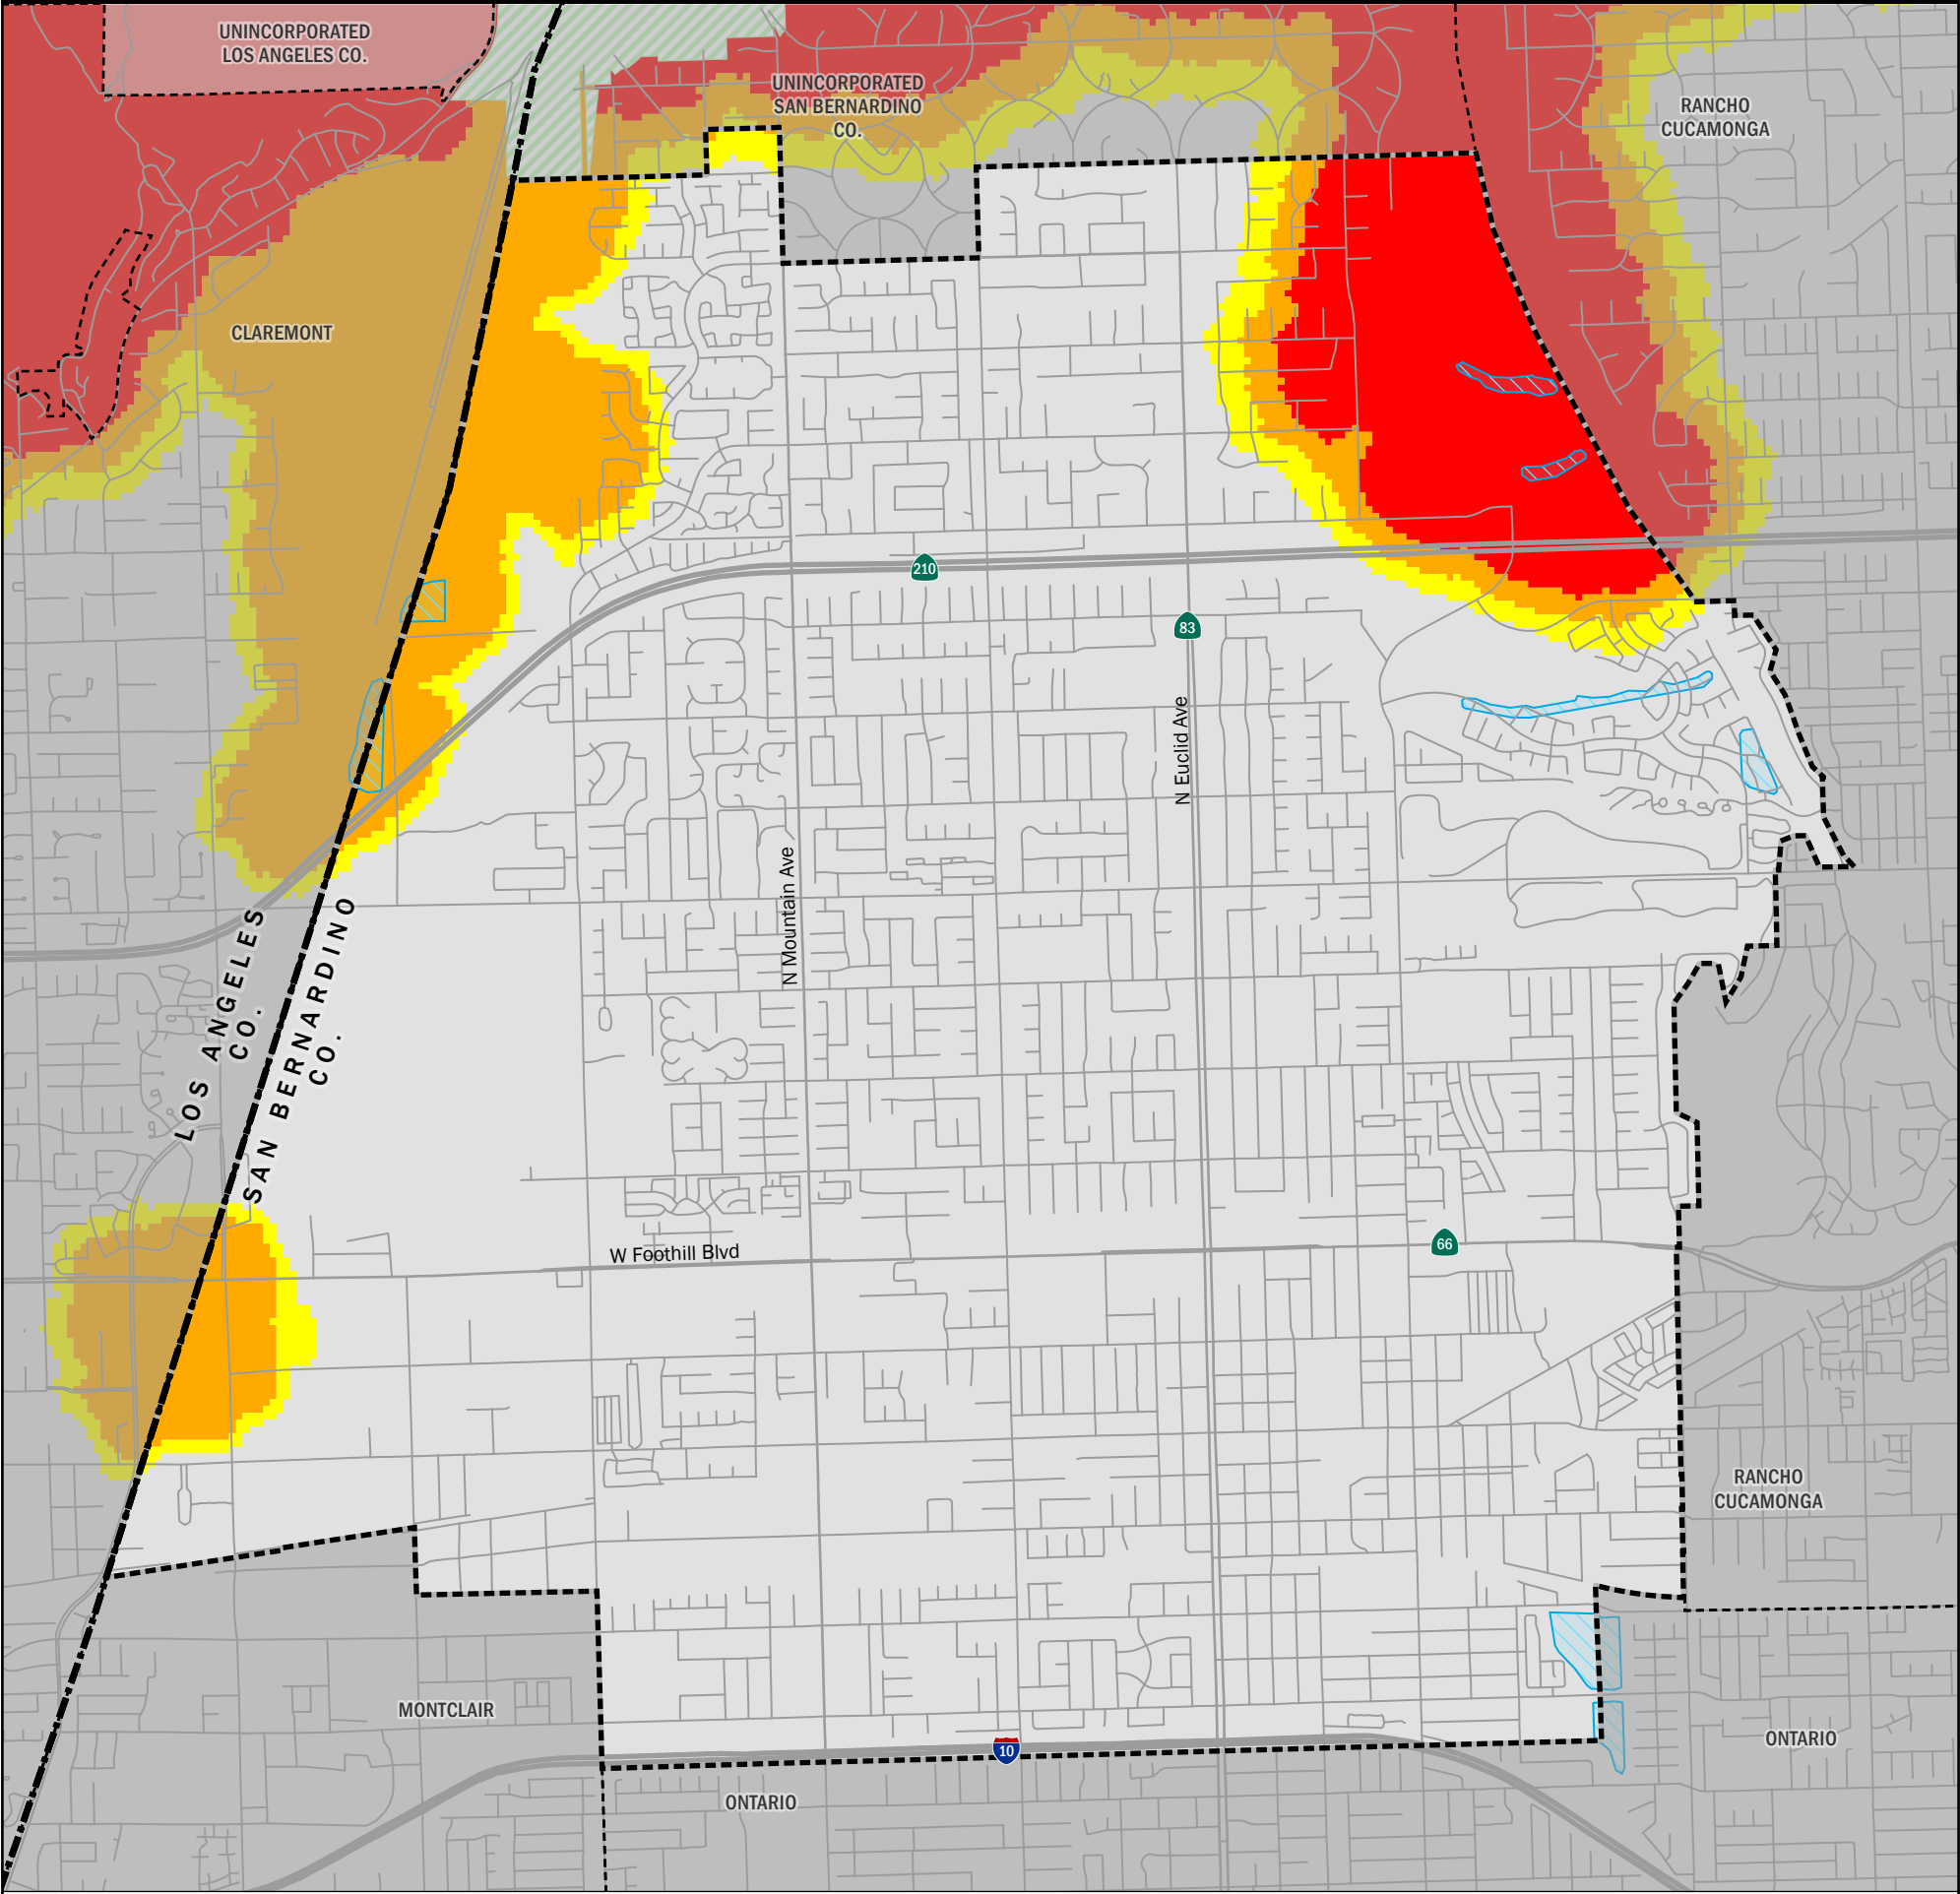 UNINCORPORATED
LOS ANGELES CO.
UNINCORPORATED
SAN BERNARDINO
CO.
RANCHO
CUCAMONGA
CLAREMONT
210
83
N Euclid Ave
N Mountain Ave
LOS ANGELES
CO.
SAN BERNARDINO
CO.
W Foothill Blvd
66
RANCHO
CUCAMONGA
MONTCLAIR
10
ONTARIO
ONTARIO